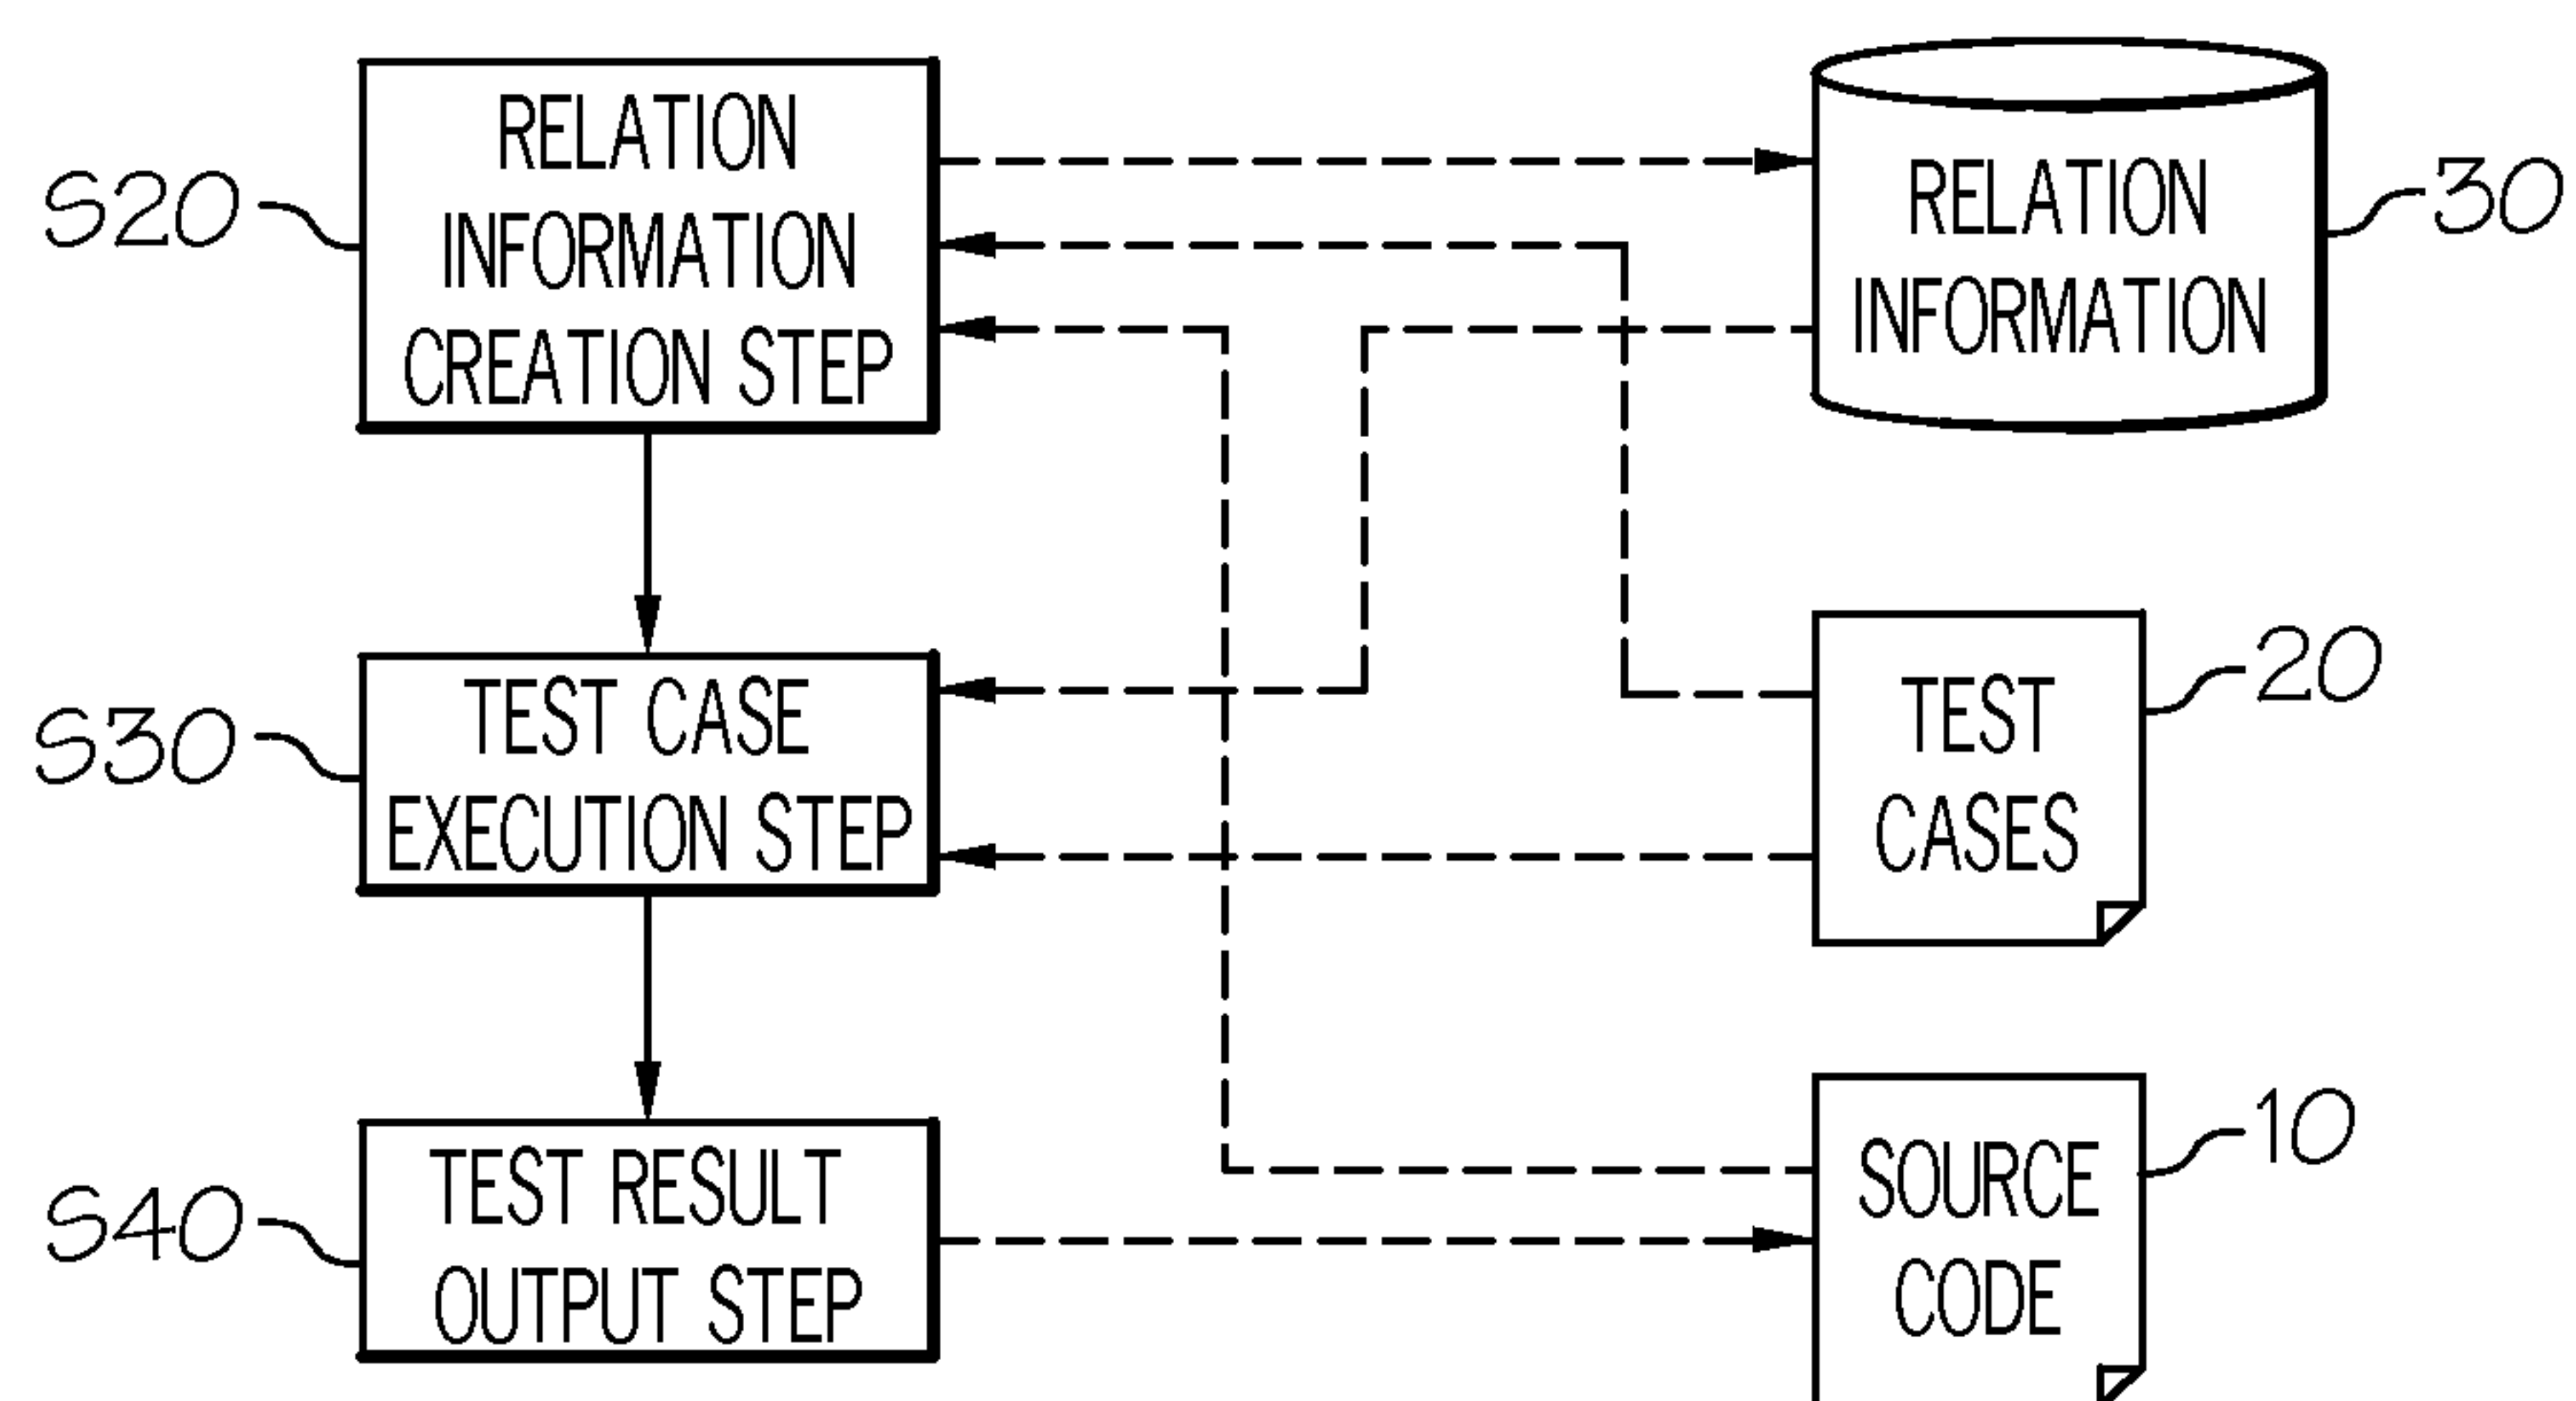 S20
RELATION
INFORMATION
CREATION STEP
RELATION
INFORMATION
30
S30
TEST CASE
EXECUTION STEP
TEST
CASES
20
S40
TEST RESULT
OUTPUT STEP
SOURCE
CODE
10